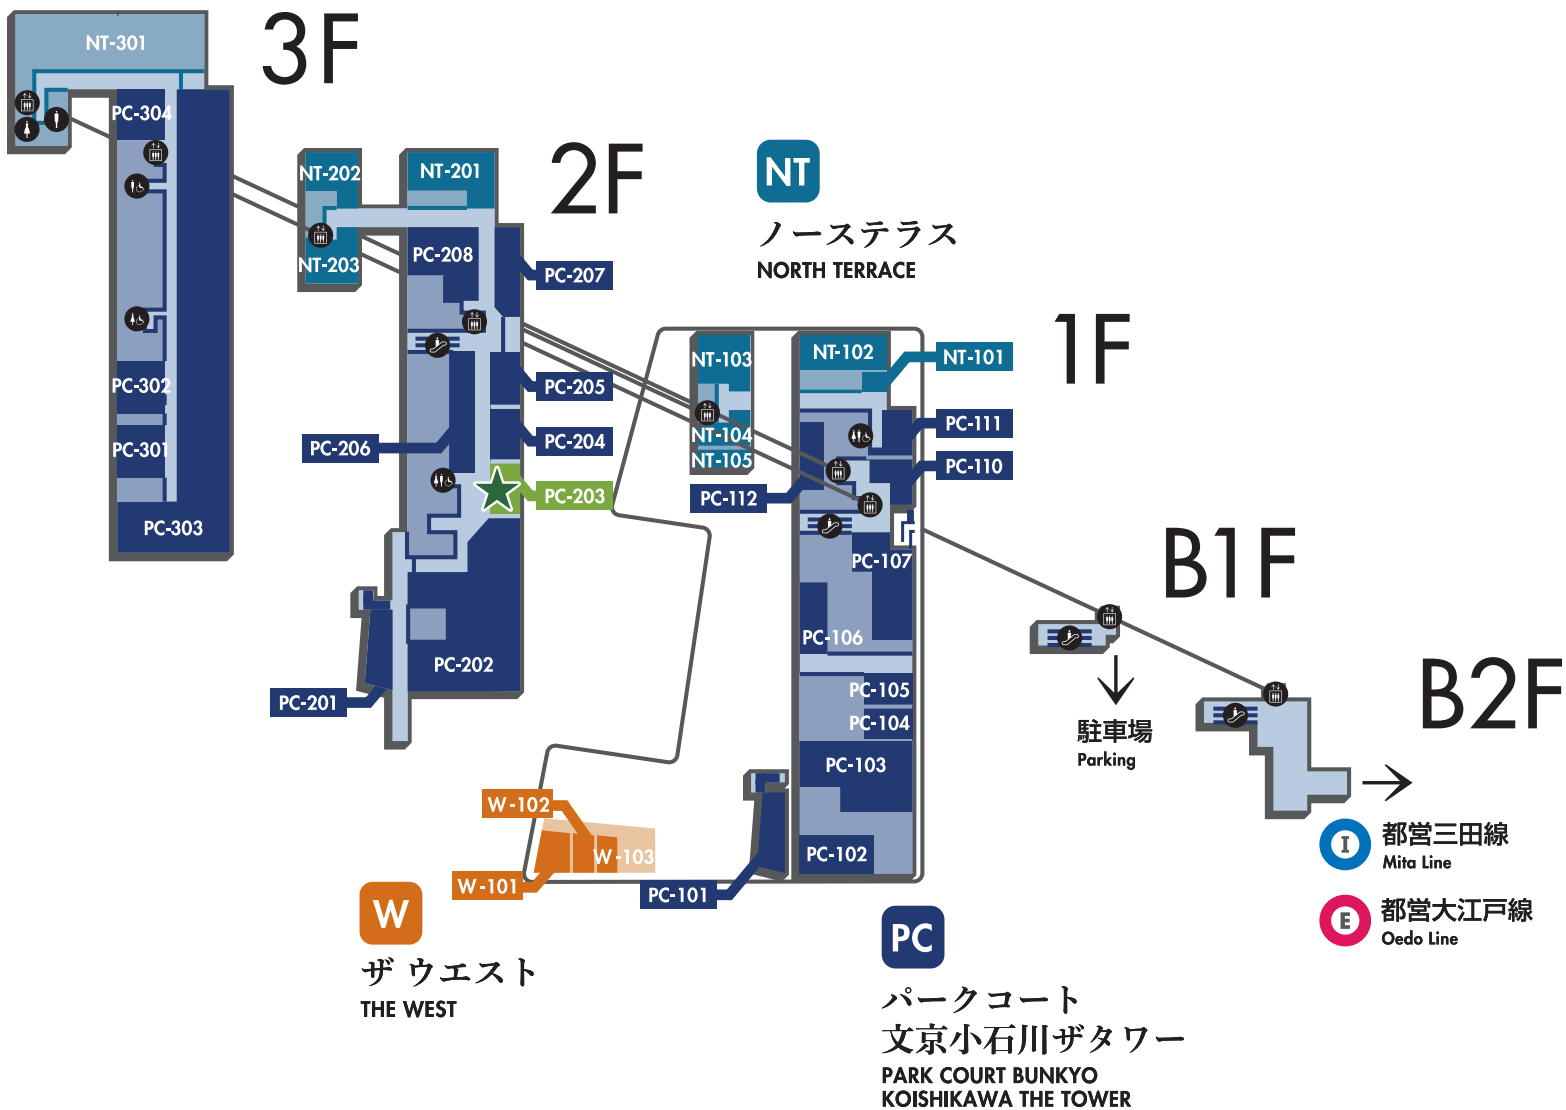 3F
NT-301
PC-304
PC-302
PC-301
PC-303
2F
NT-202
NT-201
NT-203
PC-208
PC-207
PC-205
PC-206
PC-204
PC-203
PC-202
PC-201
NT
ノーステラス
NORTH TERRACE
1F
NT-103
NT-102
NT-101
NT-104
NT-105
PC-111
PC-110
PC-112
PC-107
PC-106
PC-105
PC-104
PC-103
PC-102
PC-101
W-102
W-103
W-101
W
ザ ウエスト
THE WEST
PC
パークコート
文京小石川ザタワー
PARK COURT BUNKYO
KOISHIKAWA THE TOWER
B1F
駐車場
Parking
B2F
I
都営三田線
Mita Line
E
都営大江戸線
Oedo Line